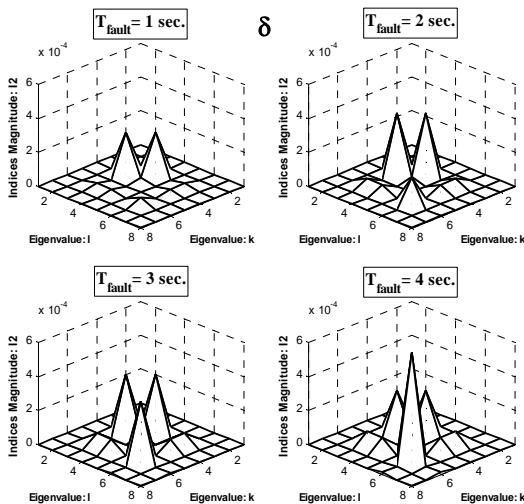 T_fault = 1 sec.
δ
T_fault = 2 sec.
x 10^-4
6
4
2
0
Indices Magnitude: I2
2
4
6
8
Eigenvalue: l
8
6
4
2
Eigenvalue: k
x 10^-4
6
4
2
0
Indices Magnitude: I2
2
4
6
8
Eigenvalue: l
8
6
4
2
Eigenvalue: k
T_fault = 3 sec.
T_fault = 4 sec.
x 10^-4
6
4
2
0
Indices Magnitude: I2
2
4
6
8
Eigenvalue: l
8
6
4
2
Eigenvalue: k
x 10^-4
6
4
2
0
Indices Magnitude: I2
2
4
6
8
Eigenvalue: l
8
6
4
2
Eigenvalue: k